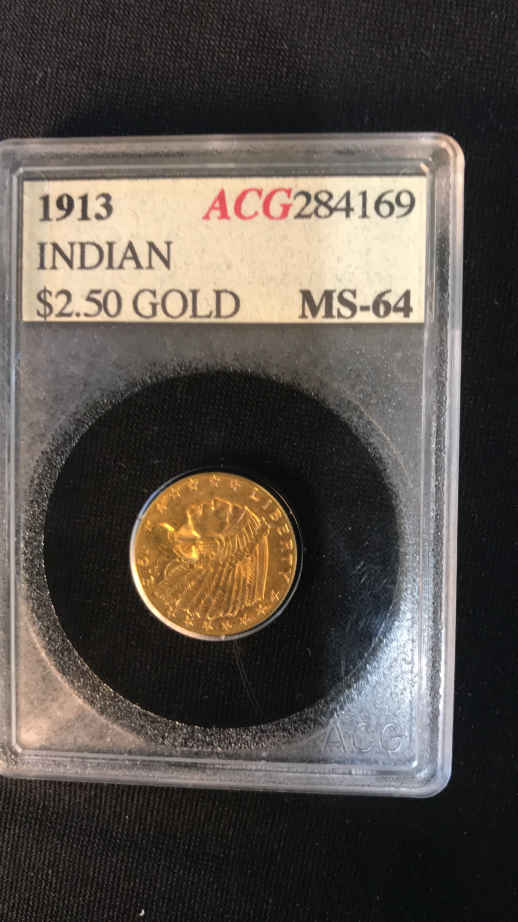 1913 ACG284169
INDIAN
$2.50 GOLD MS-64
LIBERTY
ACG